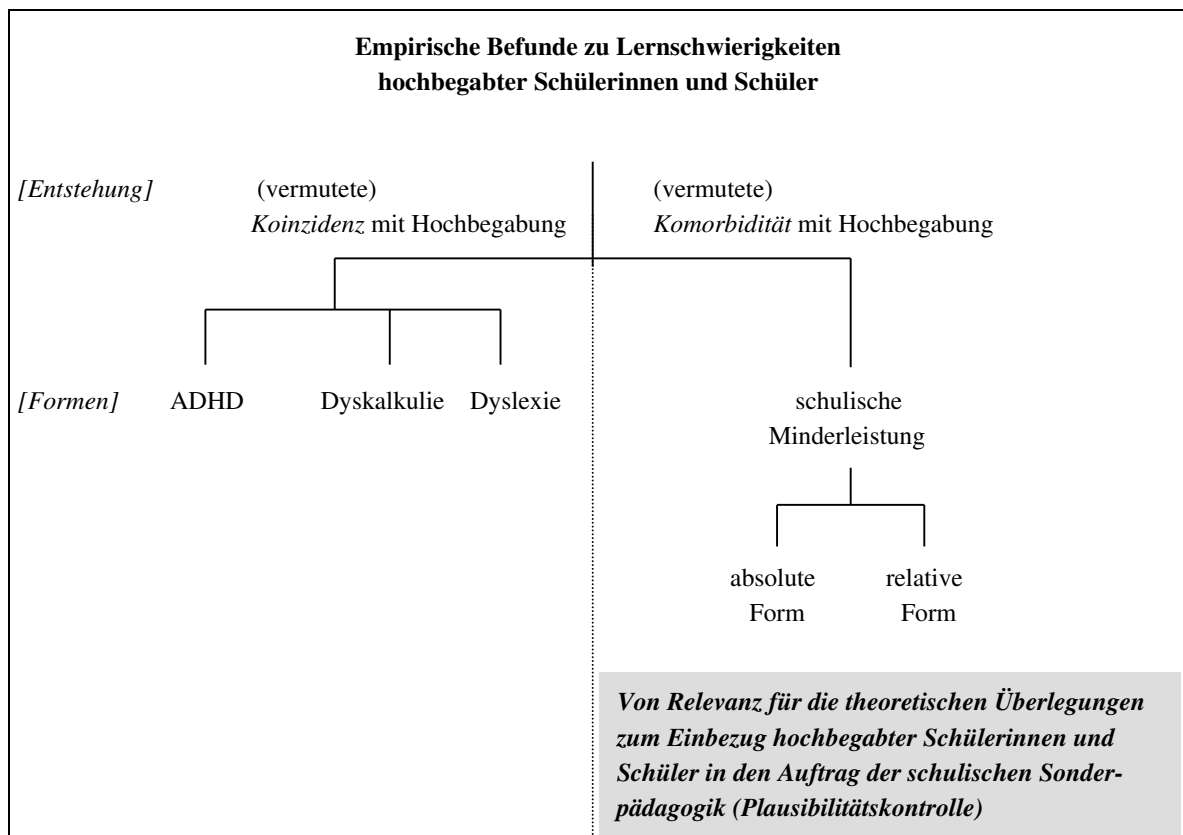 Empirische Befunde zu Lernschwierigkeiten
hochbegabter Schülerinnen und Schüler
[Entstehung] (vermutete) (vermutete)
Koinzidenz mit Hochbegabung Komorbidität mit Hochbegabung
[Formen] ADHD Dyskalkulie Dyslexie schulische
Minderleistung
absolute relative
Form Form
Von Relevanz für die theoretischen Überlegungen
zum Einbezug hochbegabter Schülerinnen und
Schüler in den Auftrag der schulischen Sonder-
pädagogik (Plausibilitätskontrolle)